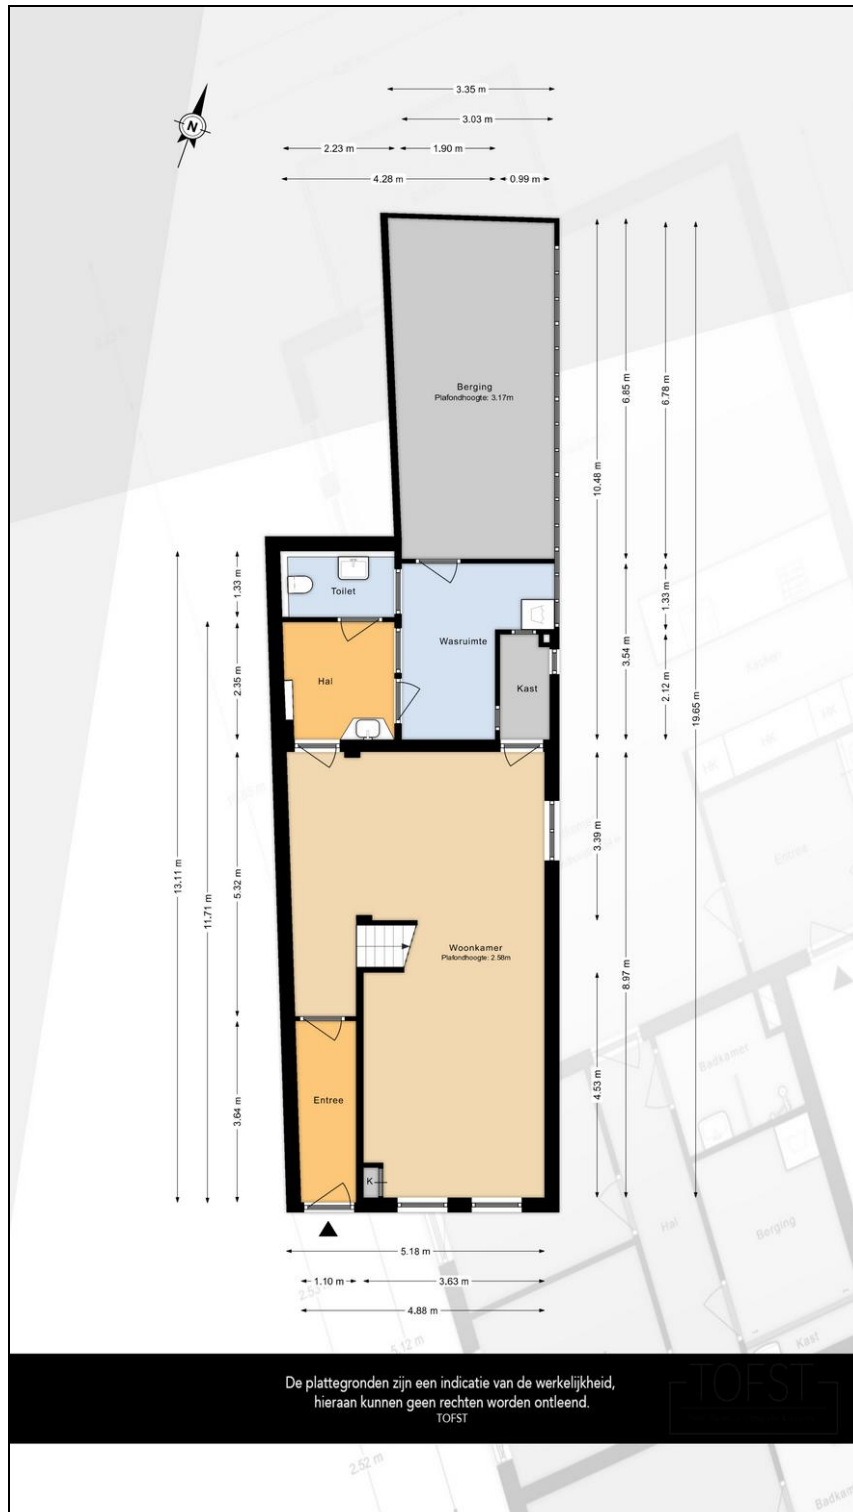 3.35 m
3.03 m
2.23 m
1.90 m
4.28 m
0.99 m
N
Berging
Plafondhoogte: 3.17m
10.48 m
6.85 m
6.78 m
19.65 m
Toilet
1.33 m
Wasruimte
1.33 m
Hal
2.35 m
Kast
3.54 m
2.12 m
13.11 m
11.71 m
5.32 m
3.39 m
Woonkamer
Plafondhoogte: 2.58m
8.97 m
Entree
Entree
3.64 m
4.53 m
Badkamer
K
Hal
Berging
5.18 m
1.10 m
3.63 m
4.88 m
5.12 m
Kast
De plattegronden zijn een indicatie van de werkelijkheid,
hieraan kunnen geen rechten worden ontleend.
TOFST
TOFST
2.52 m